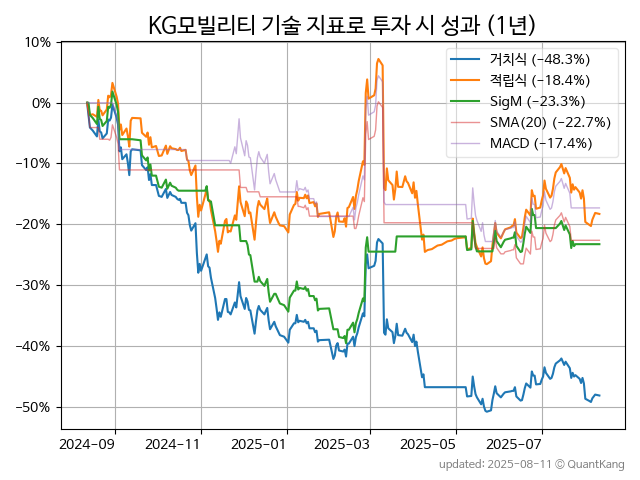 KG모빌리티 기술 지표로 투자 시 성과 (1년)
10%
0%
−10%
−20%
−30%
−40%
−50%
거치식 (−48.3%)
적립식 (−18.4%)
SigM (−23.3%)
SMA(20) (−22.7%)
MACD (−17.4%)
2024−09
2024−11
2025−01
2025−03
2025−05
2025−07
updated: 2025-08-11 © QuantKang